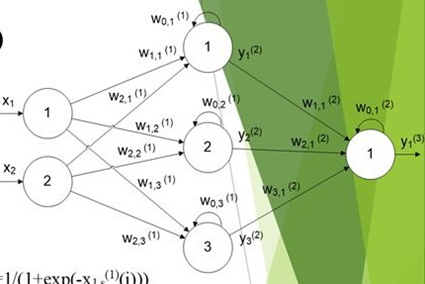 )
w0,1 (1)
w1,1 (1)
1
y1(2)
x1
1
w2,1 (1)
w0,2(1)
w1,1 (2)
w0,1 (2)
w1,2(1)
2
y2(2)
w2,1 (2)
1
y1(3)
x2
2
w2,2 (1)
w1,3(1)
w0,3(1)
w3,1 (2)
w2,3(1)
3
y3(2)
=1/(1+exp(-x1,s(1)(i)))